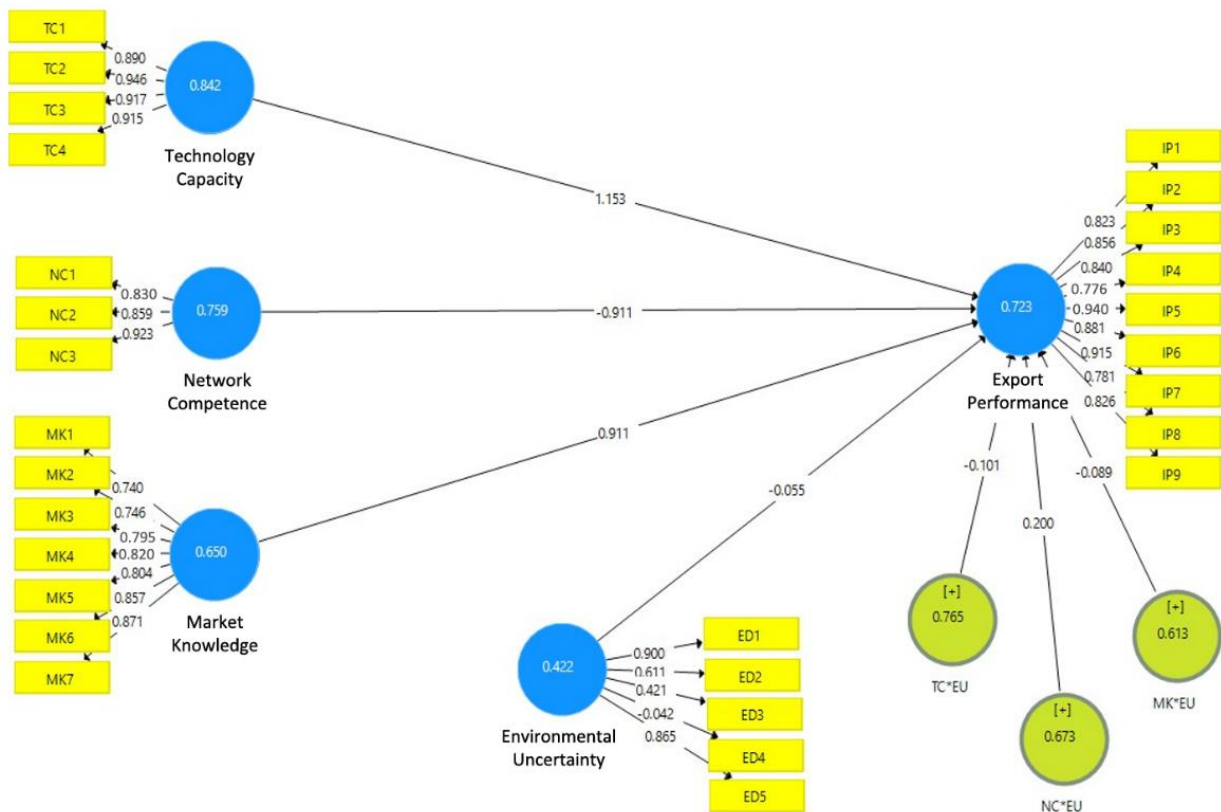 TC1
TC2
TC3
TC4
0.890
0.946
0.917
0.915
0.842
Technology
Capacity
1.153
NC1
NC2
NC3
0.830
0.859
0.923
0.759
Network
Competence
-0.911
MK1
MK2
MK3
MK4
MK5
MK6
MK7
0.740
0.746
0.795
0.820
0.804
0.857
0.871
0.650
Market
Knowledge
0.911
0.422
Environmental
Uncertainty
-0.055
0.900
0.611
0.421
-0.042
0.865
ED1
ED2
ED3
ED4
ED5
0.723
Export
Performance
0.823
0.856
0.840
0.776
0.940
0.881
0.915
0.781
0.826
IP1
IP2
IP3
IP4
IP5
IP6
IP7
IP8
IP9
-0.101
0.200
-0.089
[+]
0.765
TC*EU
[+]
0.673
NC*EU
[+]
0.613
MK*EU